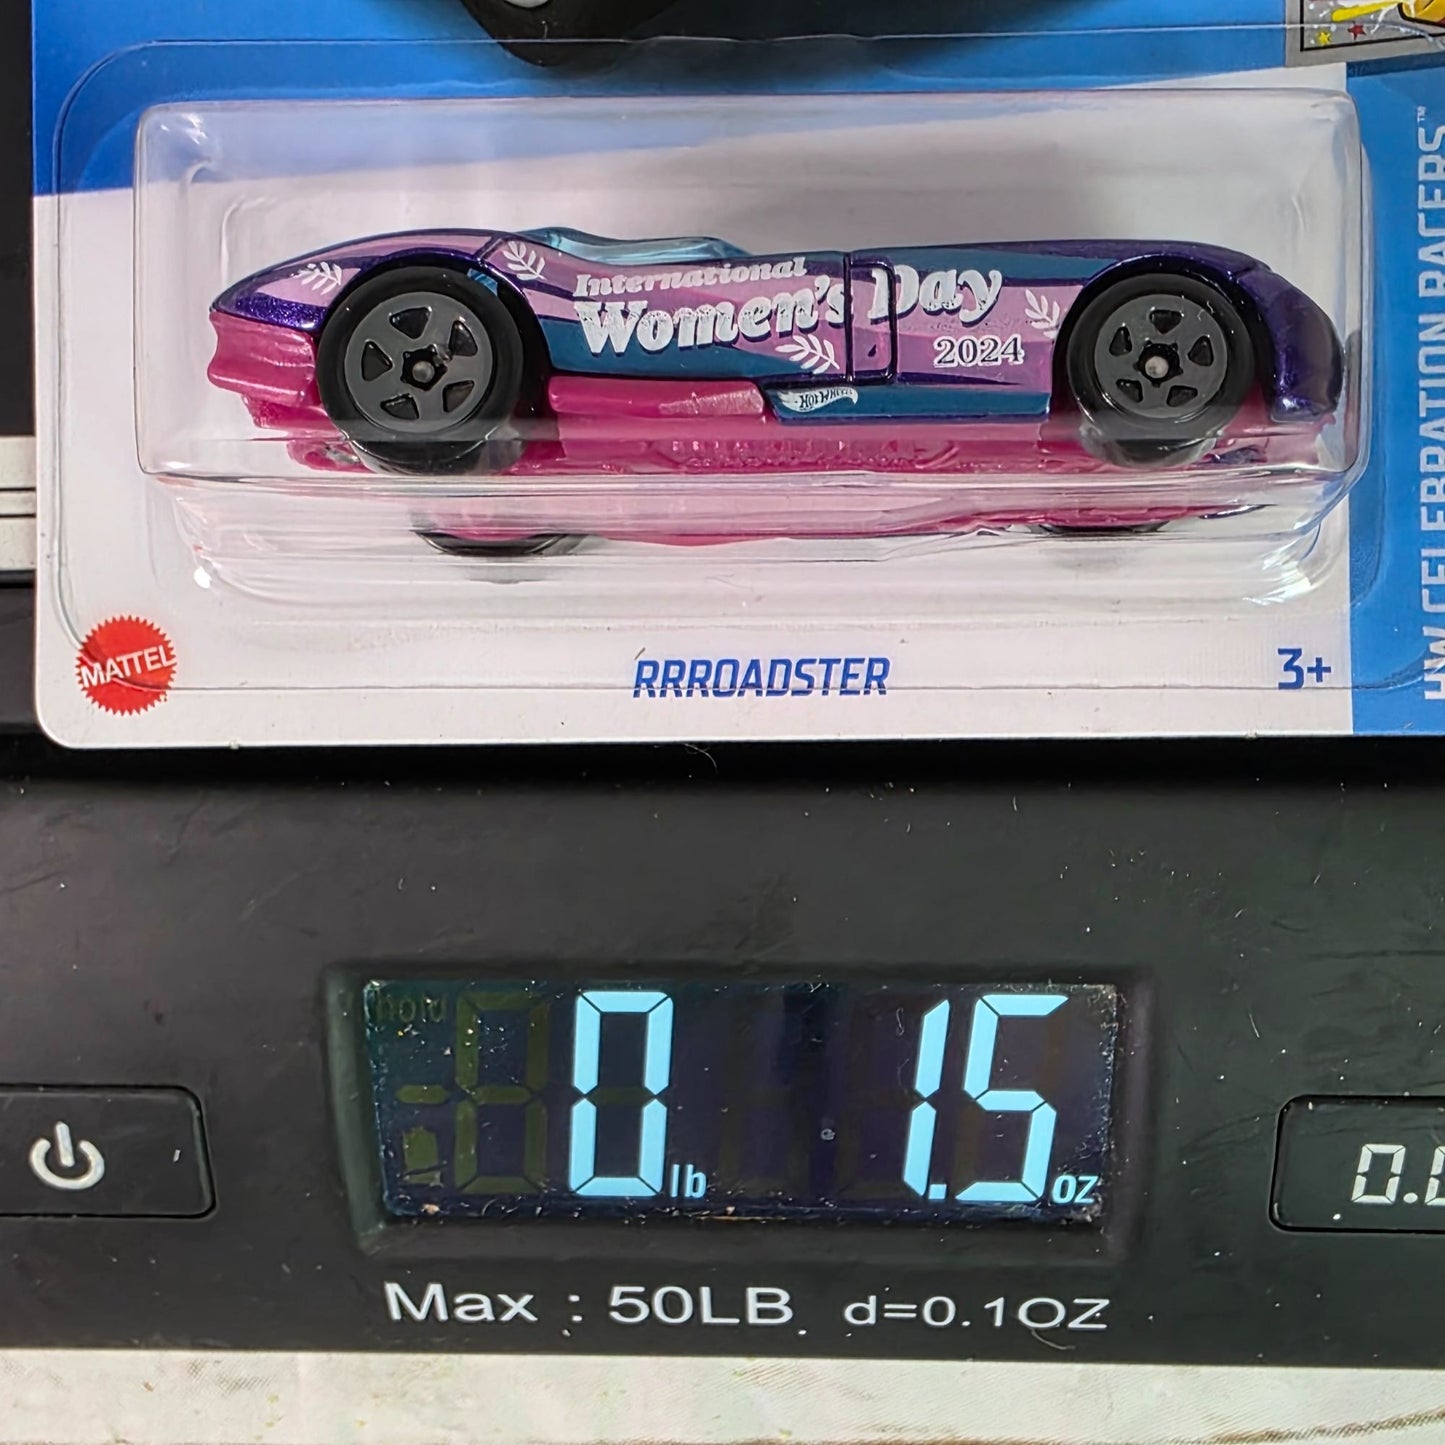 International
Women's Day
2024
HOT WHEELS
MATTEL
RRROADSTER
3+
HW CELEBRATION RACERS™
hold
0 lb 1.5 oz
Max : 50LB d=0.1OZ